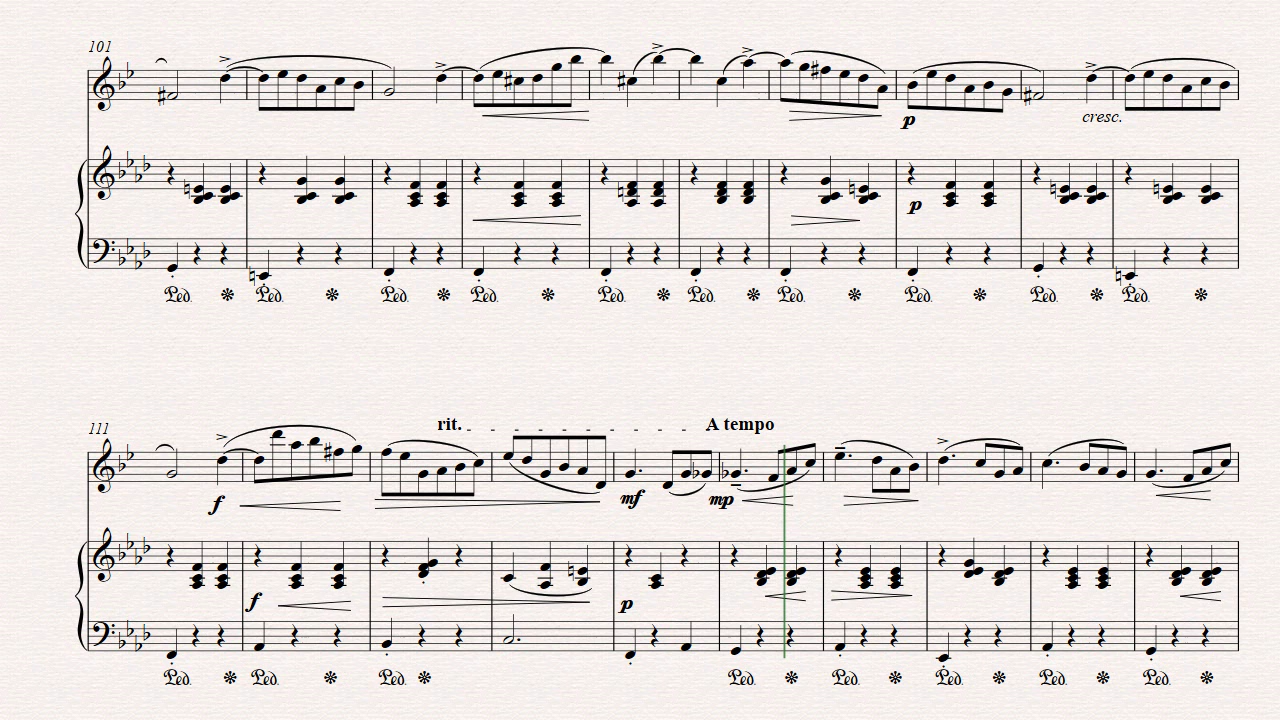 101
p
cresc.
p
Ped. Ped. Ped. Ped. Ped. Ped. Ped. Ped. Ped. Ped.
111
rit. A tempo
f mf mp
f p
Ped. Ped. Ped. Ped. Ped. Ped. Ped. Ped.